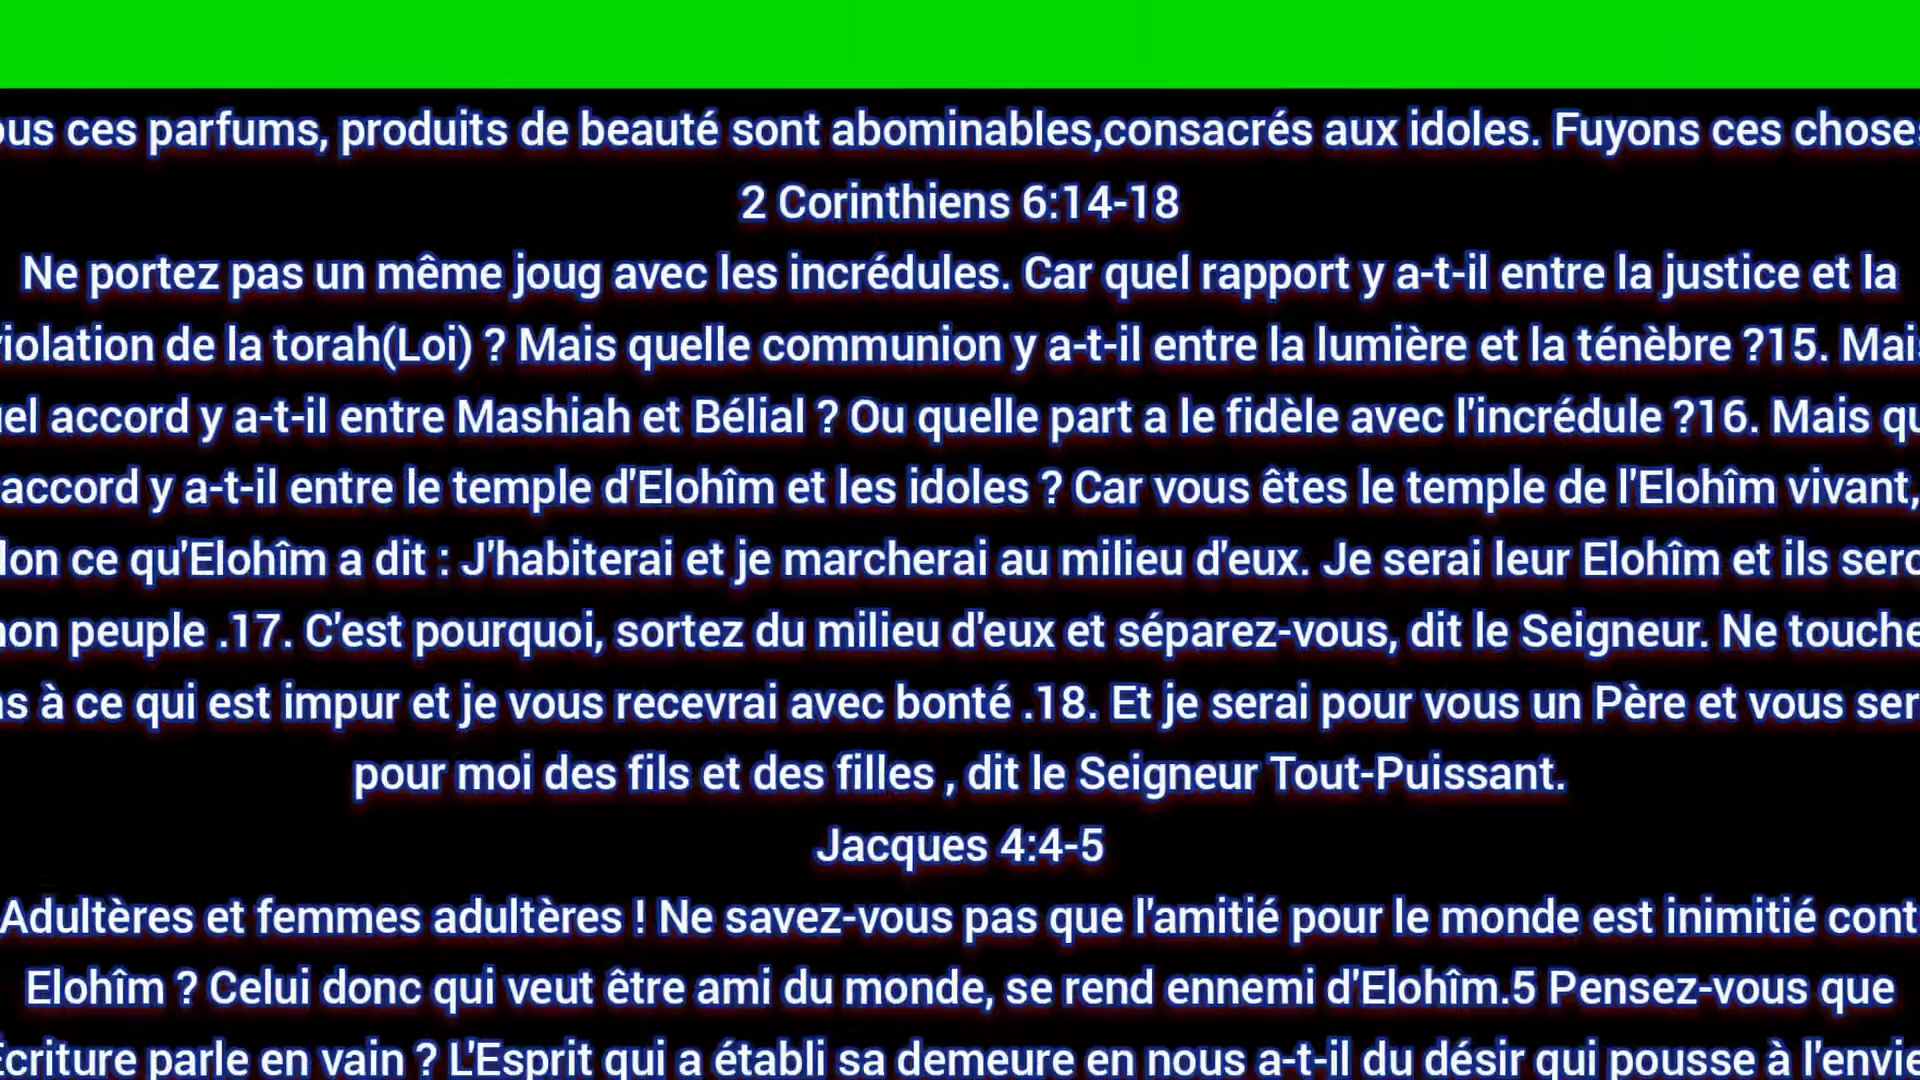 ous ces parfums, produits de beauté sont abominables,consacrés aux idoles. Fuyons ces choses
2 Corinthiens 6:14-18
Ne portez pas un même joug avec les incrédules. Car quel rapport y a-t-il entre la justice et la
violation de la torah(Loi) ? Mais quelle communion y a-t-il entre la lumière et la ténèbre ?15. Mais
uel accord y a-t-il entre Mashiah et Bélial ? Ou quelle part a le fidèle avec l'incrédule ?16. Mais qu
accord y a-t-il entre le temple d'Elohîm et les idoles ? Car vous êtes le temple de l'Elohîm vivant,
lon ce qu'Elohîm a dit : J'habiterai et je marcherai au milieu d'eux. Je serai leur Elohîm et ils sero
mon peuple .17. C'est pourquoi, sortez du milieu d'eux et séparez-vous, dit le Seigneur. Ne touche
as à ce qui est impur et je vous recevrai avec bonté .18. Et je serai pour vous un Père et vous ser
pour moi des fils et des filles , dit le Seigneur Tout-Puissant.
Jacques 4:4-5
Adultères et femmes adultères ! Ne savez-vous pas que l'amitié pour le monde est inimitié cont
Elohîm ? Celui donc qui veut être ami du monde, se rend ennemi d'Elohîm.5 Pensez-vous que
Ecriture parle en vain ? L'Esprit qui a établi sa demeure en nous a-t-il du désir qui pousse à l'envie